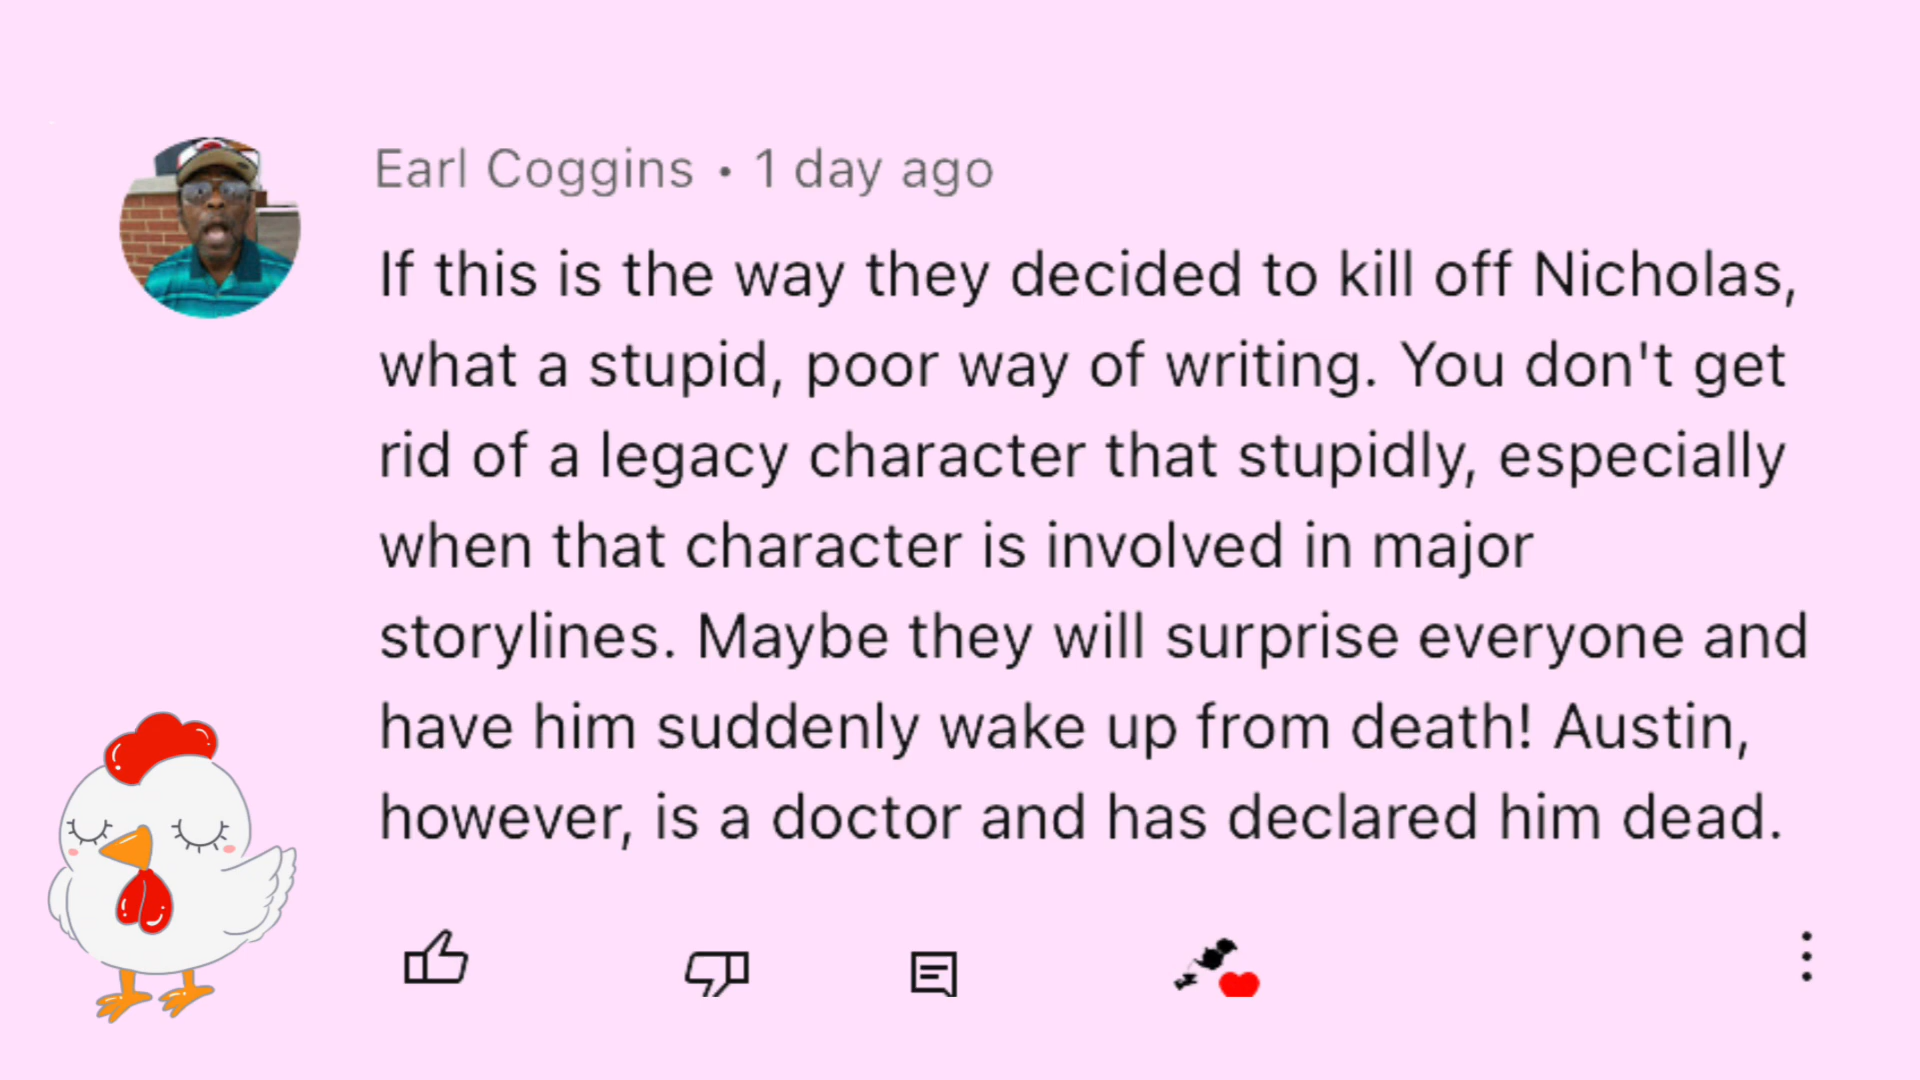 Earl Coggins • 1 day ago
If this is the way they decided to kill off Nicholas,
what a stupid, poor way of writing. You don't get
rid of a legacy character that stupidly, especially
when that character is involved in major
storylines. Maybe they will surprise everyone and
have him suddenly wake up from death! Austin,
however, is a doctor and has declared him dead.